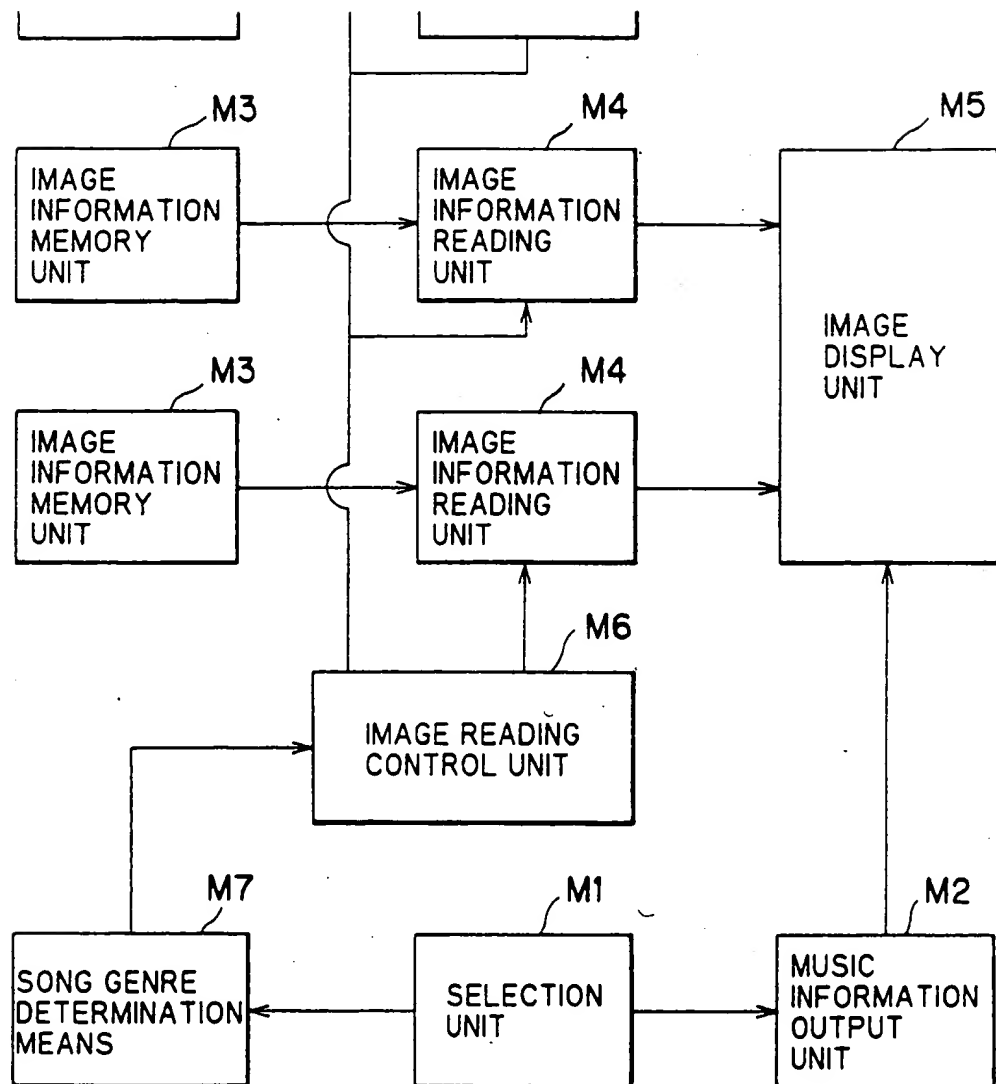 M3
M4
M5
IMAGE
INFORMATION
MEMORY
UNIT
IMAGE
INFORMATION
READING
UNIT
IMAGE
DISPLAY
UNIT
M3
M4
IMAGE
INFORMATION
MEMORY
UNIT
IMAGE
INFORMATION
READING
UNIT
M6
IMAGE READING
CONTROL UNIT
M7
M1
M2
SONG GENRE
DETERMINATION
MEANS
SELECTION
UNIT
MUSIC
INFORMATION
OUTPUT
UNIT